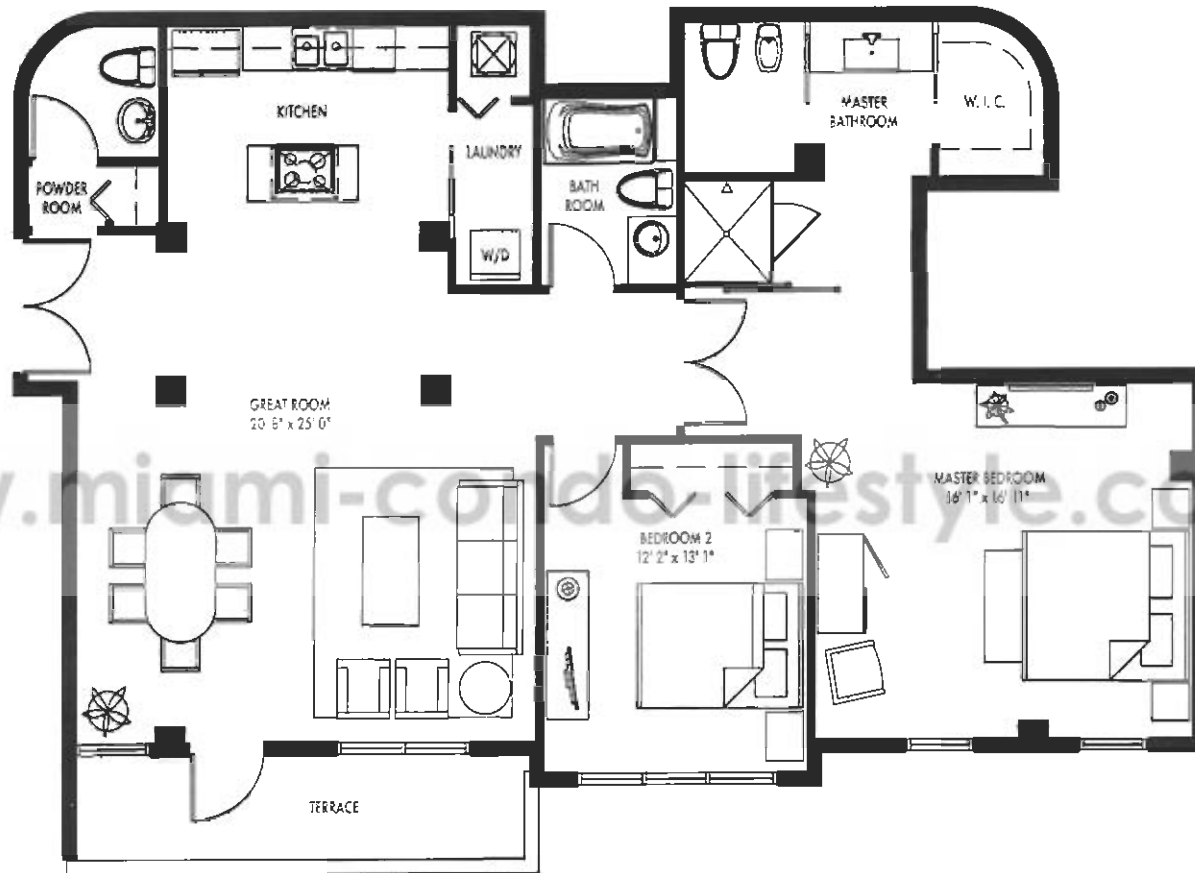 KITCHEN
LAUNDRY
W/D
POWDER
ROOM
BATH
ROOM
MASTER
BATHROOM
W. I. C.
GREAT ROOM
20' 8" x 25' 0"
w.miami-condo-lifestyle.co
MASTER BEDROOM
16' 1" x 16' 11"
BEDROOM 2
12' 2" x 13' 1"
TERRACE